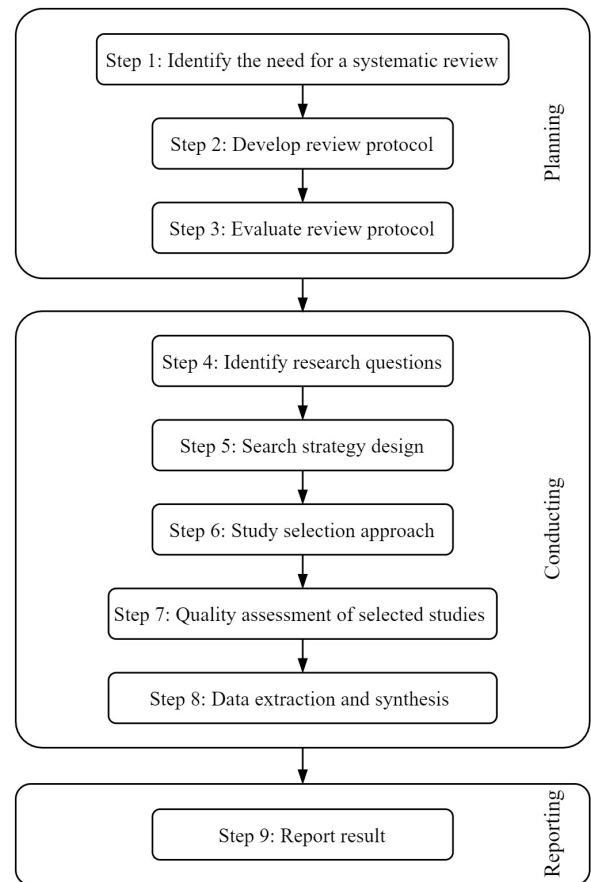 Step 1: Identify the need for a systematic review
Step 2: Develop review protocol
Step 3: Evaluate review protocol
Planning
Step 4: Identify research questions
Step 5: Search strategy design
Step 6: Study selection approach
Step 7: Quality assessment of selected studies
Step 8: Data extraction and synthesis
Conducting
Step 9: Report result
Reporting